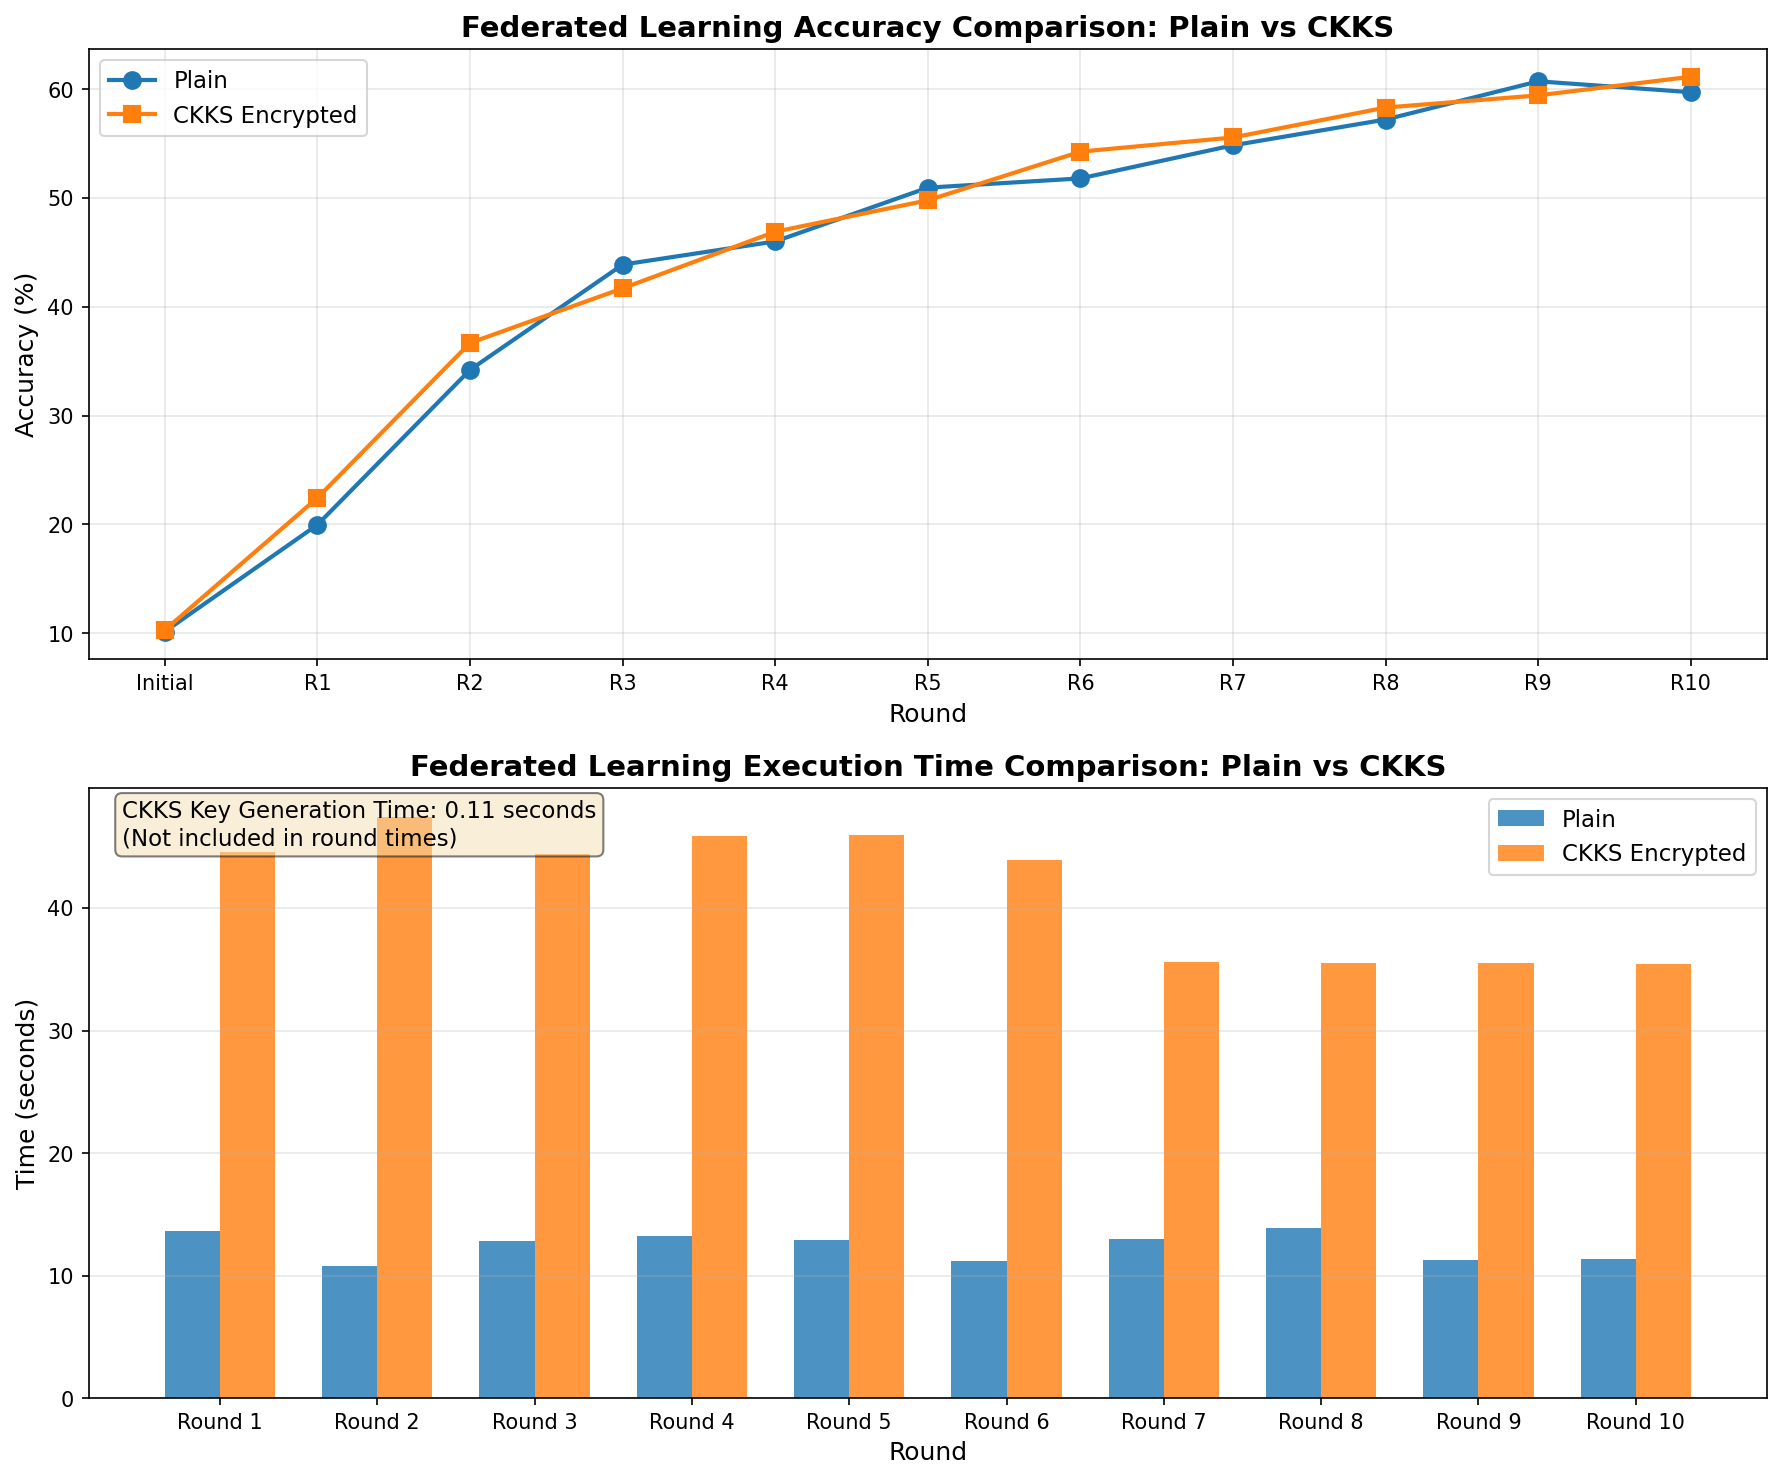 Federated Learning Accuracy Comparison: Plain vs CKKS
Plain
CKKS Encrypted
Accuracy (%)
60
50
40
30
20
10
Initial R1 R2 R3 R4 R5 R6 R7 R8 R9 R10
Round
Federated Learning Execution Time Comparison: Plain vs CKKS
CKKS Key Generation Time: 0.11 seconds
(Not included in round times)
Plain
CKKS Encrypted
Time (seconds)
40
30
20
10
0
Round 1 Round 2 Round 3 Round 4 Round 5 Round 6 Round 7 Round 8 Round 9 Round 10
Round